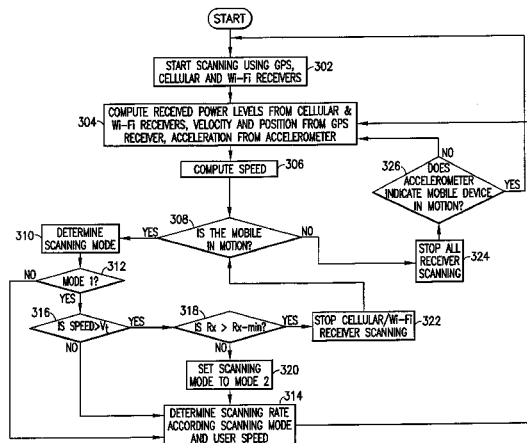 START
START SCANNING USING GPS,
CELLULAR AND Wi-Fi RECEIVERS
302
304
COMPUTE RECEIVED POWER LEVELS FROM CELLULAR &
Wi-Fi RECEIVERS, VELOCITY AND POSITION FROM GPS
RECEIVER, ACCELERATION FROM ACCELEROMETER
COMPUTE SPEED
306
NO
326
DOES
ACCELEROMETER
INDICATE MOBILE DEVICE
IN MOTION?
YES
308
IS THE MOBILE
IN MOTION?
YES
NO
310
DETERMINE
SCANNING MODE
STOP ALL
RECEIVER
SCANNING
324
NO
312
MODE 1?
YES
316
IS SPEED>Vt
YES
NO
318
IS Rx > Rx-min?
YES
NO
STOP CELLULAR/Wi-Fi
RECEIVER SCANNING
322
SET SCANNING
MODE TO MODE 2
320
314
DETERMINE SCANNING RATE
ACCORDING SCANNING MODE
AND USER SPEED